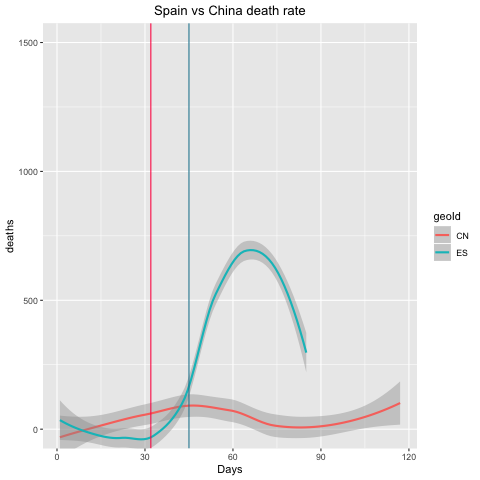 Spain vs China death rate
1500
1000
500
0
deaths
0 30 60 90 120
Days
geoId
CN
ES